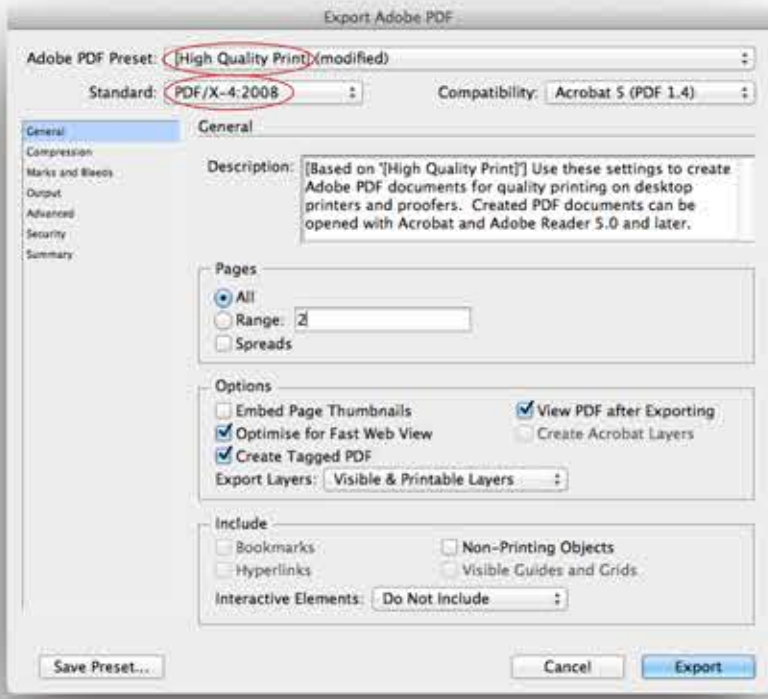 Export Adobe PDF
Adobe PDF Preset: [High Quality Print] (modified)
Standard: PDF/X-4:2008 Compatibility: Acrobat 5 (PDF 1.4)
General
Compression
Marks and Bleeds
Output
Advanced
Security
Summary
General
Description: [Based on '[High Quality Print]'] Use these settings to create
Adobe PDF documents for quality printing on desktop
printers and proofers. Created PDF documents can be
opened with Acrobat and Adobe Reader 5.0 and later.
Pages
All
Range: 2
Spreads
Options
Embed Page Thumbnails View PDF after Exporting
Optimise for Fast Web View Create Acrobat Layers
Create Tagged PDF
Export Layers: Visible & Printable Layers
Include
Bookmarks Non-Printing Objects
Hyperlinks Visible Guides and Grids
Interactive Elements: Do Not Include
Save Preset... Cancel Export